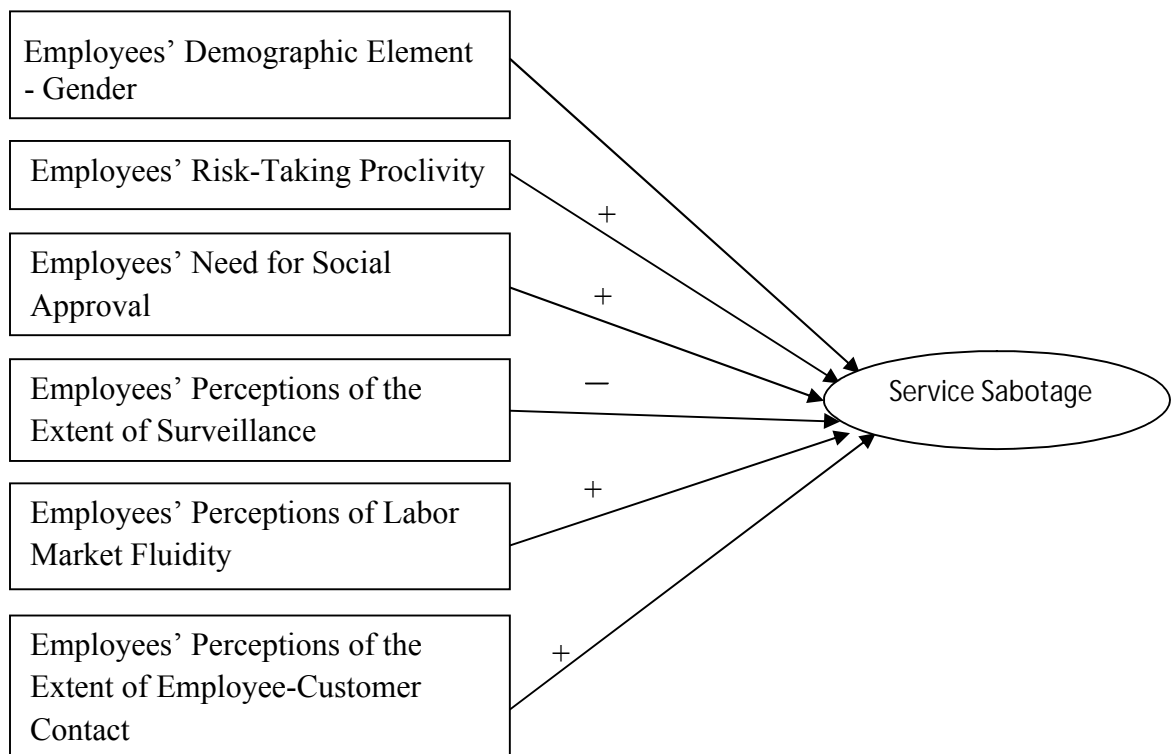 Employees’ Demographic Element
- Gender
Employees’ Risk-Taking Proclivity
+
Employees’ Need for Social
Approval
+
Employees’ Perceptions of the
Extent of Surveillance
–
Service Sabotage
Employees’ Perceptions of Labor
Market Fluidity
+
Employees’ Perceptions of the
Extent of Employee-Customer
Contact
+